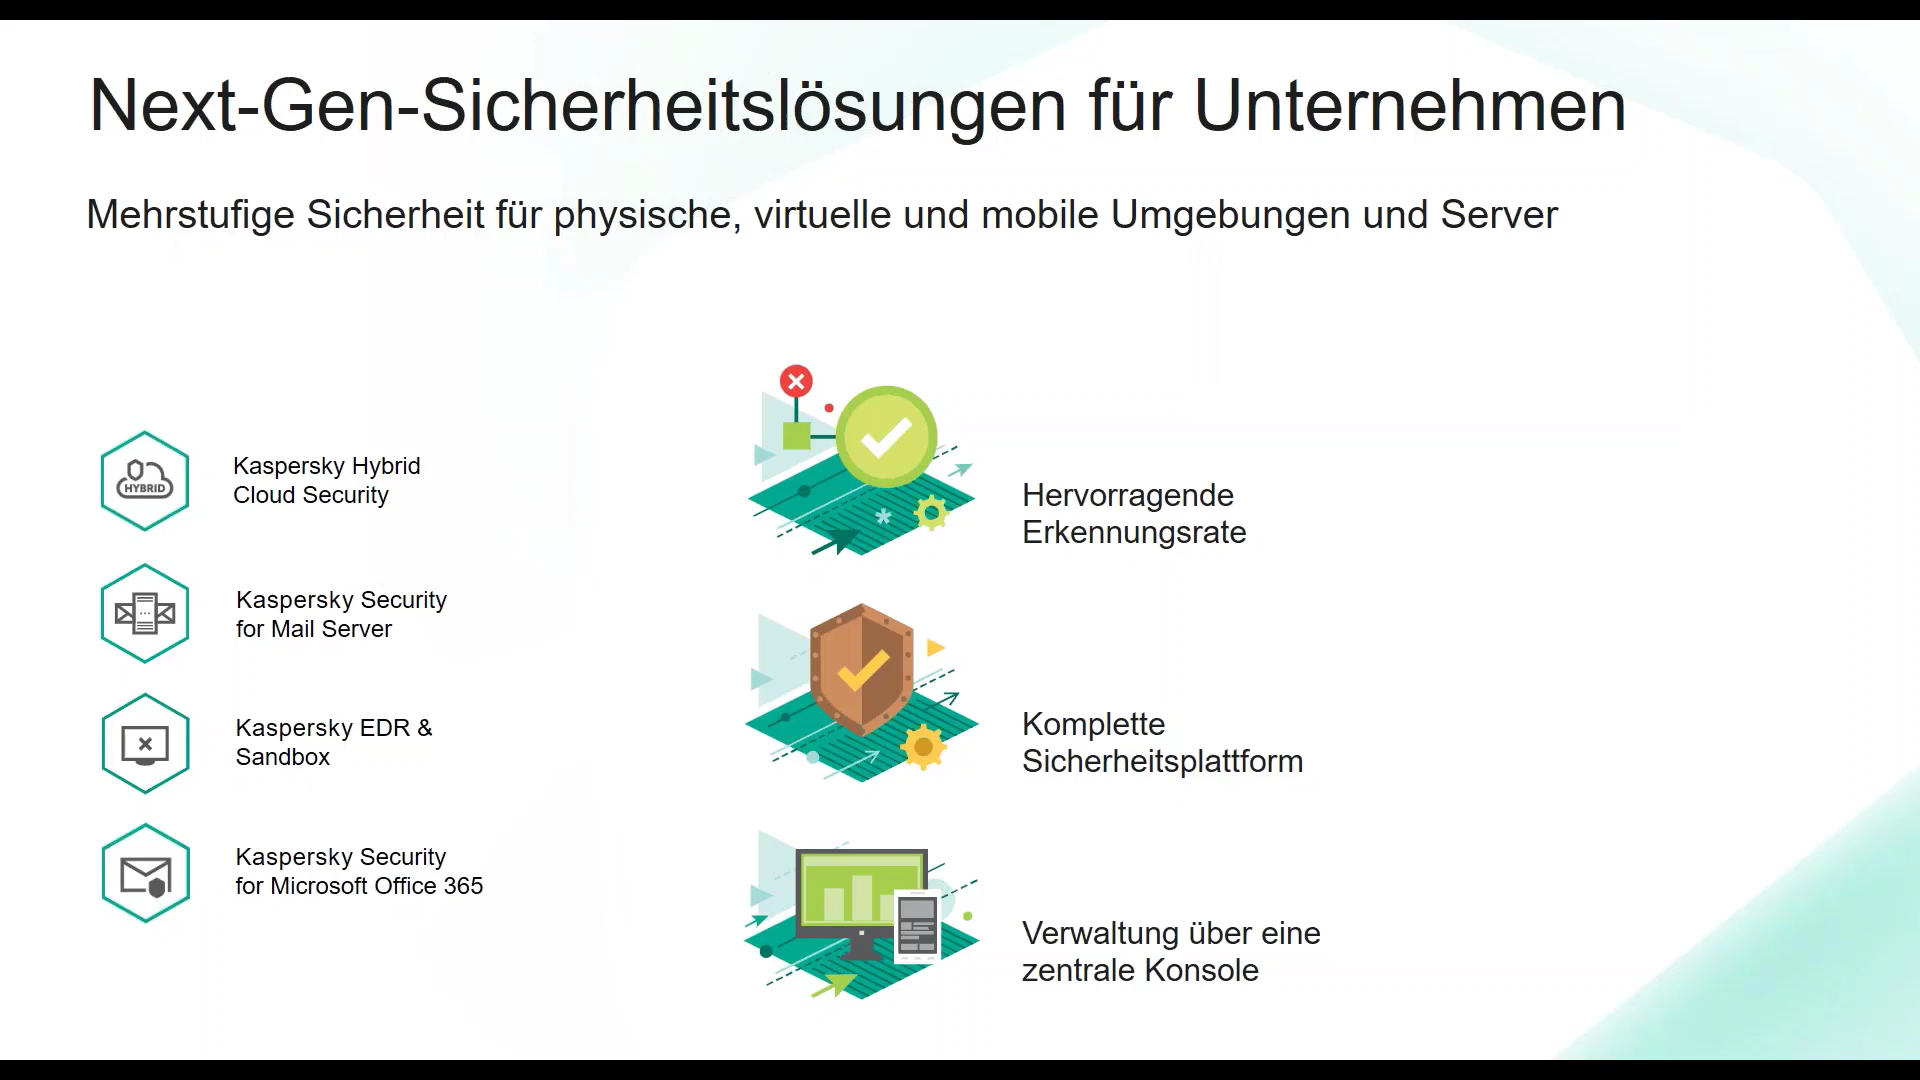 Next-Gen-Sicherheitslösungen für Unternehmen
Mehrstufige Sicherheit für physische, virtuelle und mobile Umgebungen und Server
HYBRID
Kaspersky Hybrid
Cloud Security
Kaspersky Security
for Mail Server
Kaspersky EDR &
Sandbox
Kaspersky Security
for Microsoft Office 365
Hervorragende
Erkennungsrate
Komplette
Sicherheitsplattform
Verwaltung über eine
zentrale Konsole